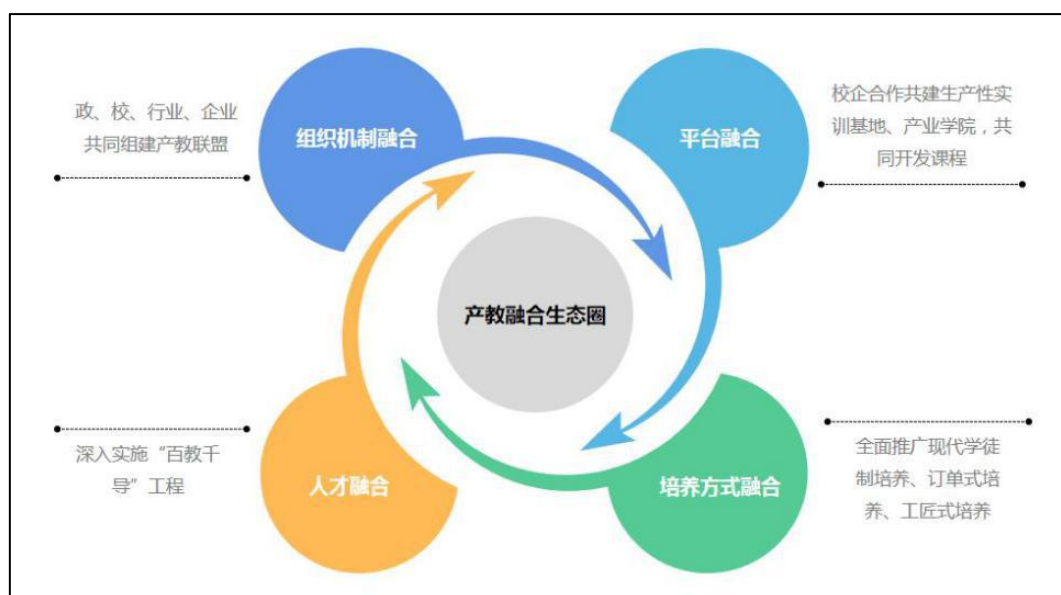 政、校、行业、企业
共同组建产教联盟
组织机制融合
平台融合
校企合作共建生产性实
训基地、产业学院，共
同开发课程
产教融合生态圈
深入实施“百教千
导”工程
人才融合
培养方式融合
全面推广现代学徒
制培养、订单式培
养、工匠式培养